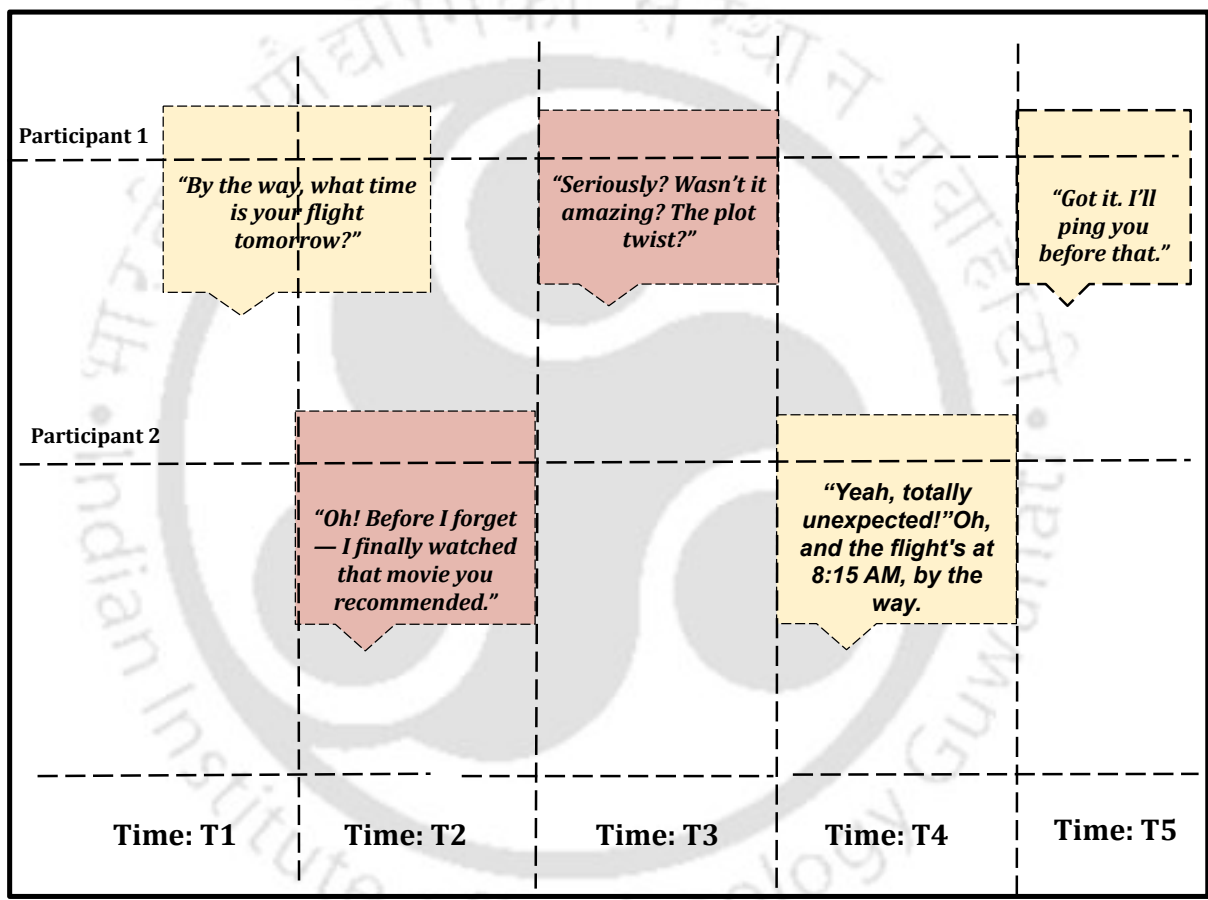 Participant 1
“By the way, what time
is your flight
tomorrow?”
“Seriously? Wasn’t it
amazing? The plot
twist?”
“Got it. I’ll
ping you
before that.”
Participant 2
“Oh! Before I forget
— I finally watched
that movie you
recommended.”
“Yeah, totally
unexpected!”Oh,
and the flight's at
8:15 AM, by the
way.
Time: T1
Time: T2
Time: T3
Time: T4
Time: T5
Indian Institute
Guwahati